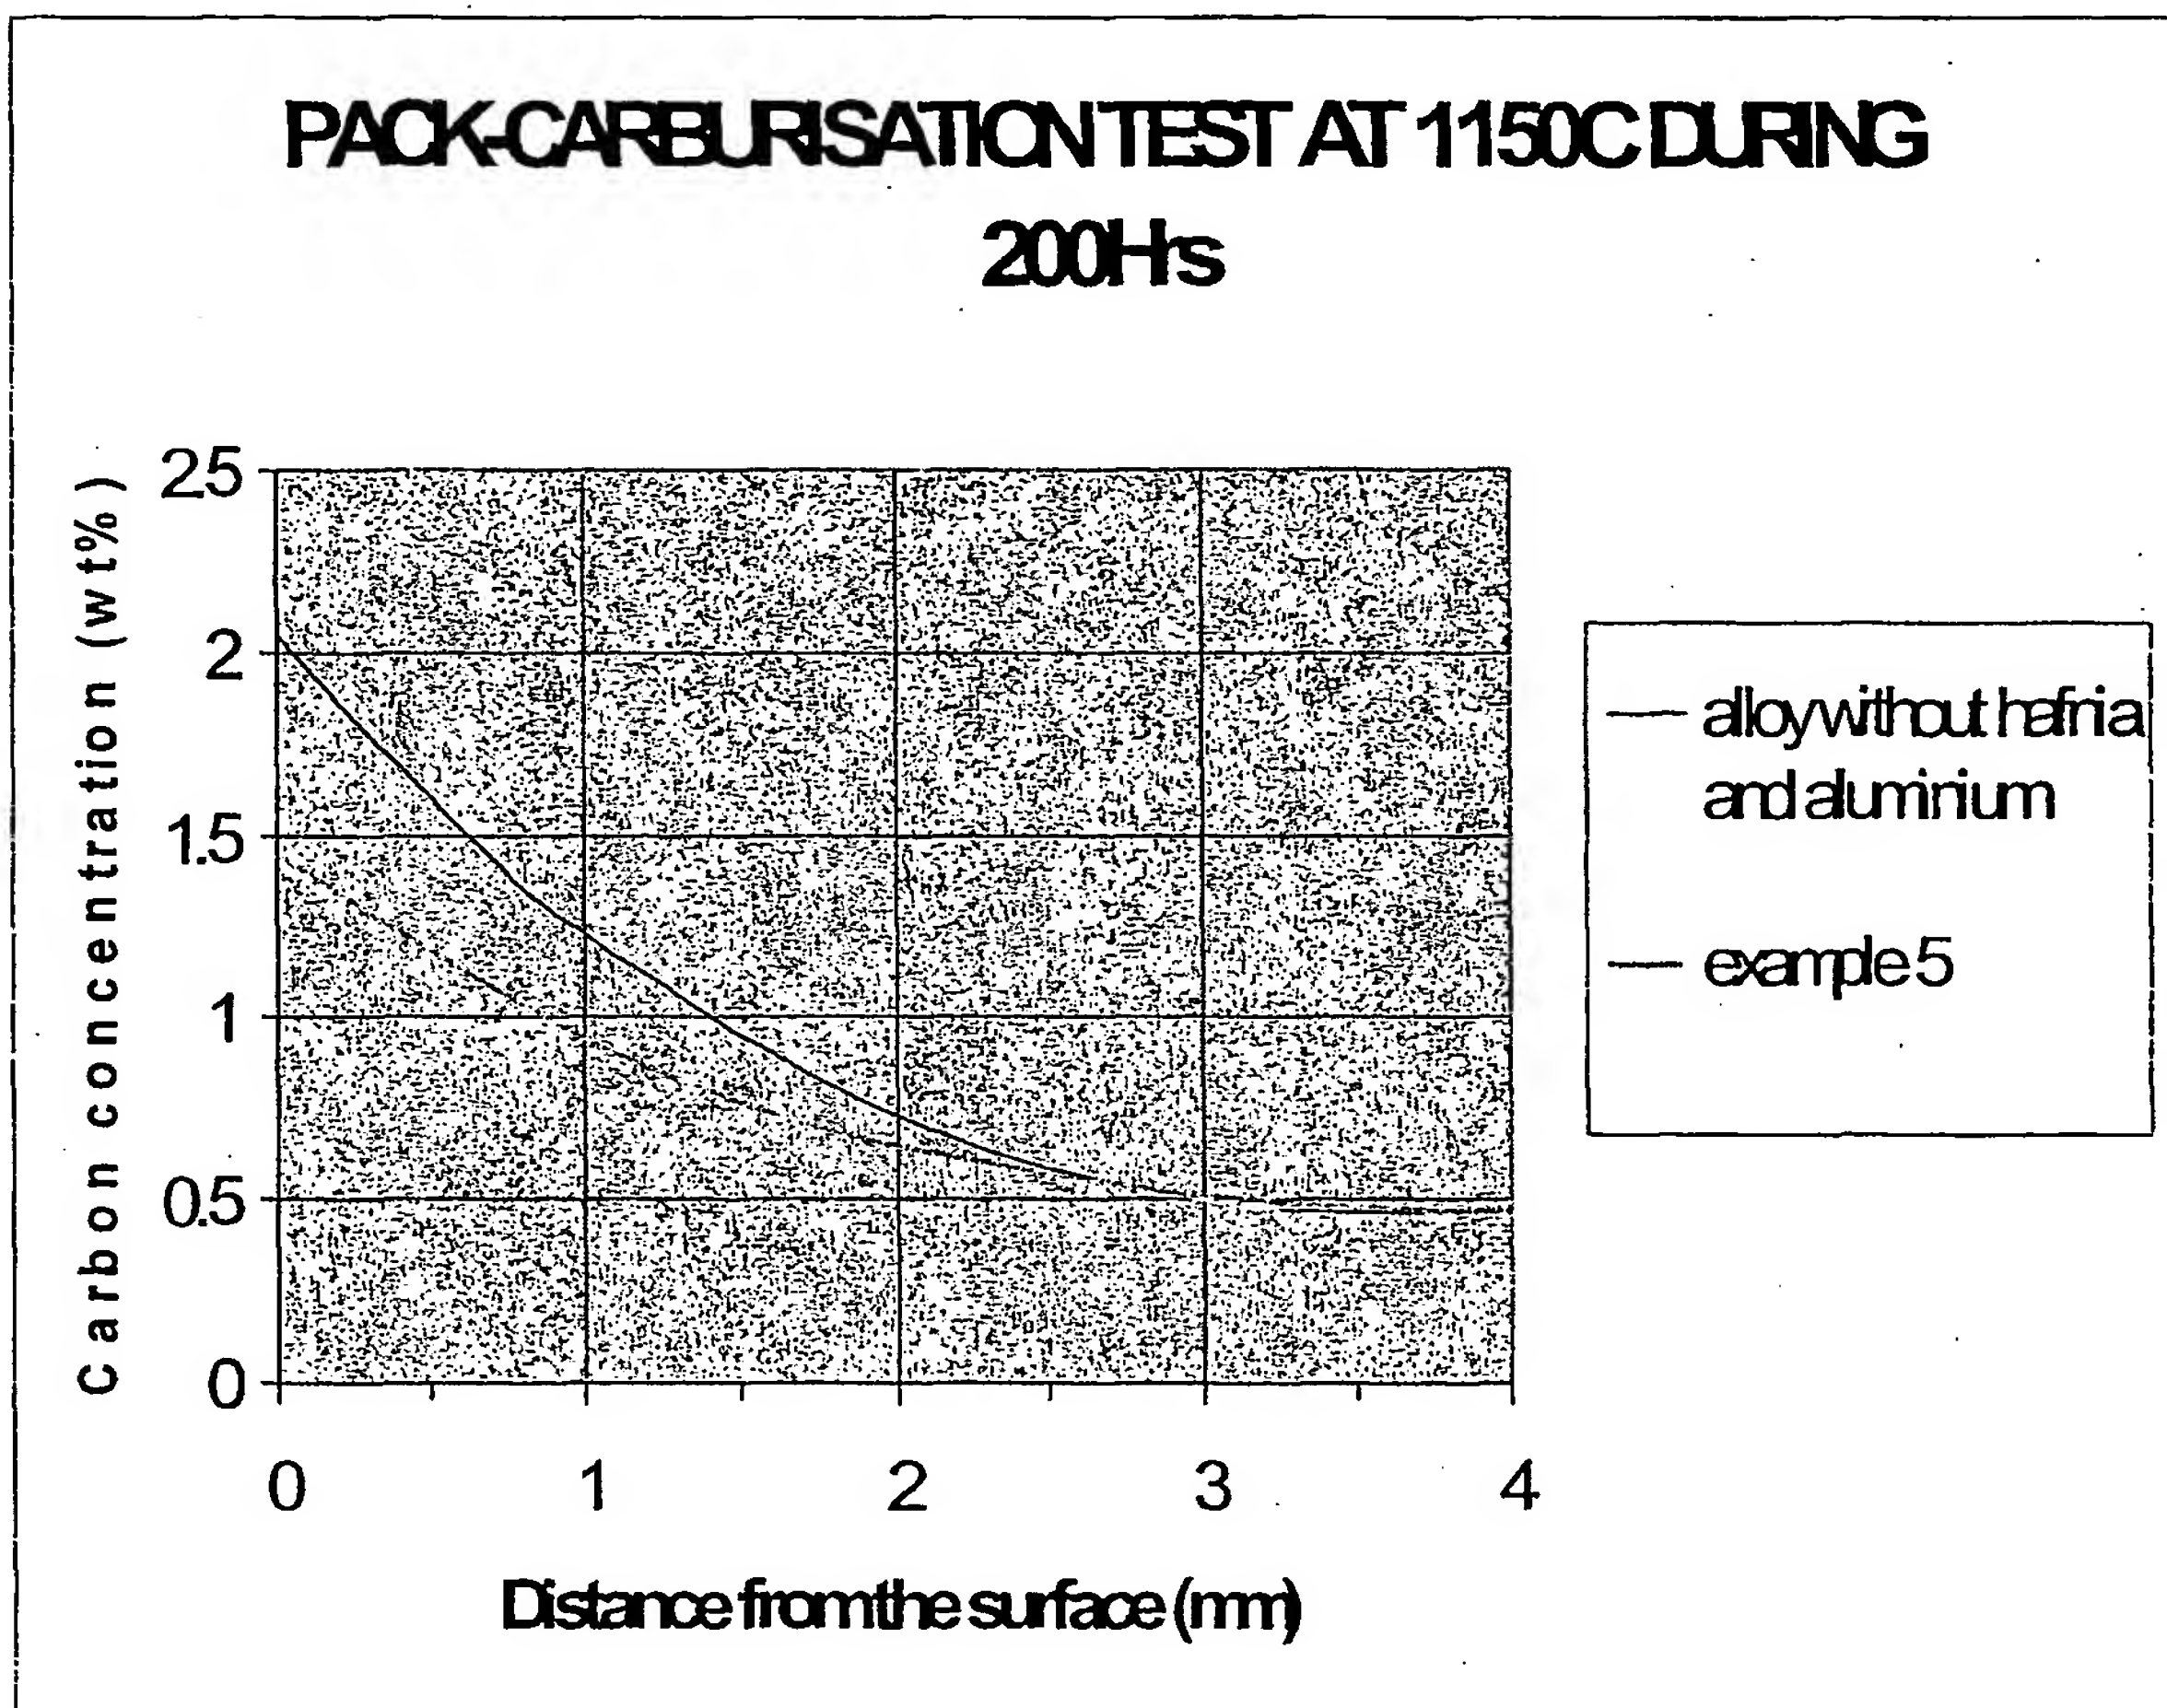 PACK-CARBURISATION TEST AT 1150C DURING
200Hrs
Carbon concentration (wt%)
2.5
2
1.5
1
0.5
0
0
1
2
3
4
Distance from the surface (mm)
alloy without hafnia
and aluminium
example 5